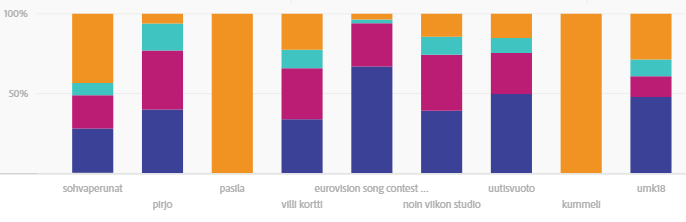 100%
50%
sohvaperunat
pirjo
pasila
villi kortti
eurovision song contest ...
noin viikon studio
uutisvuoto
kummeli
umk18